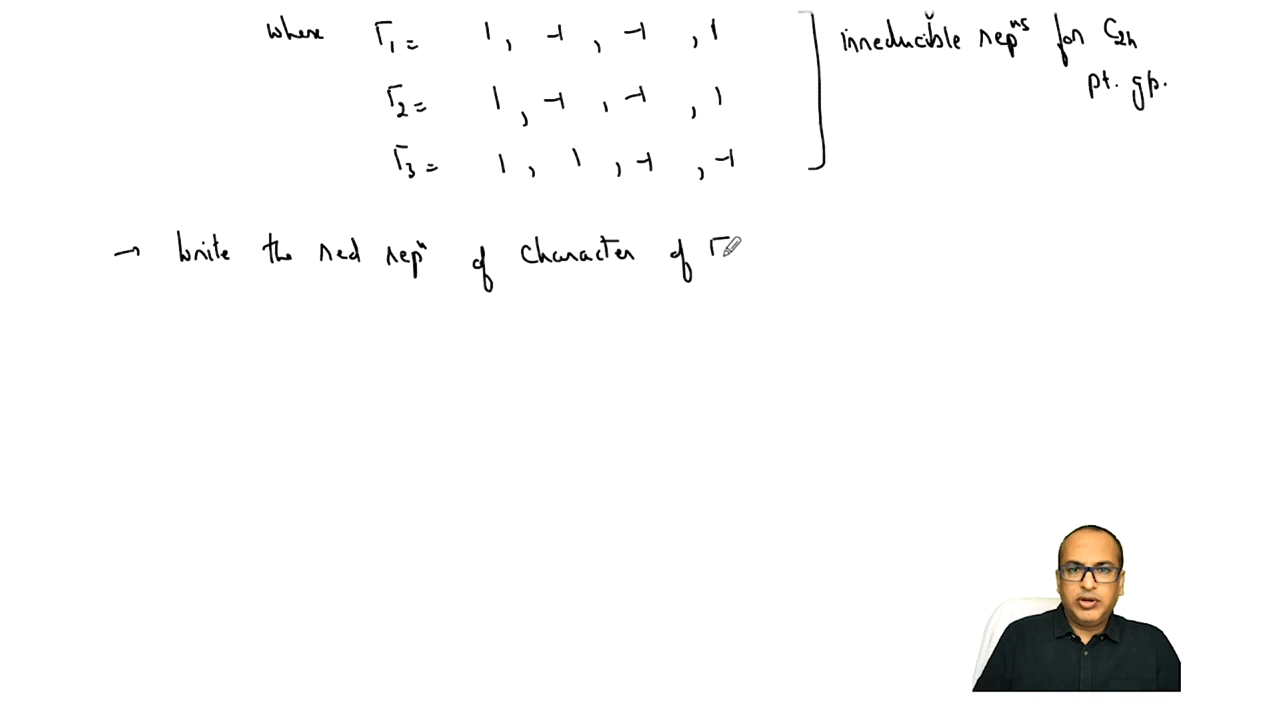 where Γ1 = 1 , -1 , -1 , 1 ] irreducible repns for C2h
pt. gp.
Γ2 = 1 , -1 , -1 , 1
Γ3 = 1 , 1 , -1 , -1
→ Write the red repn of character of Γ